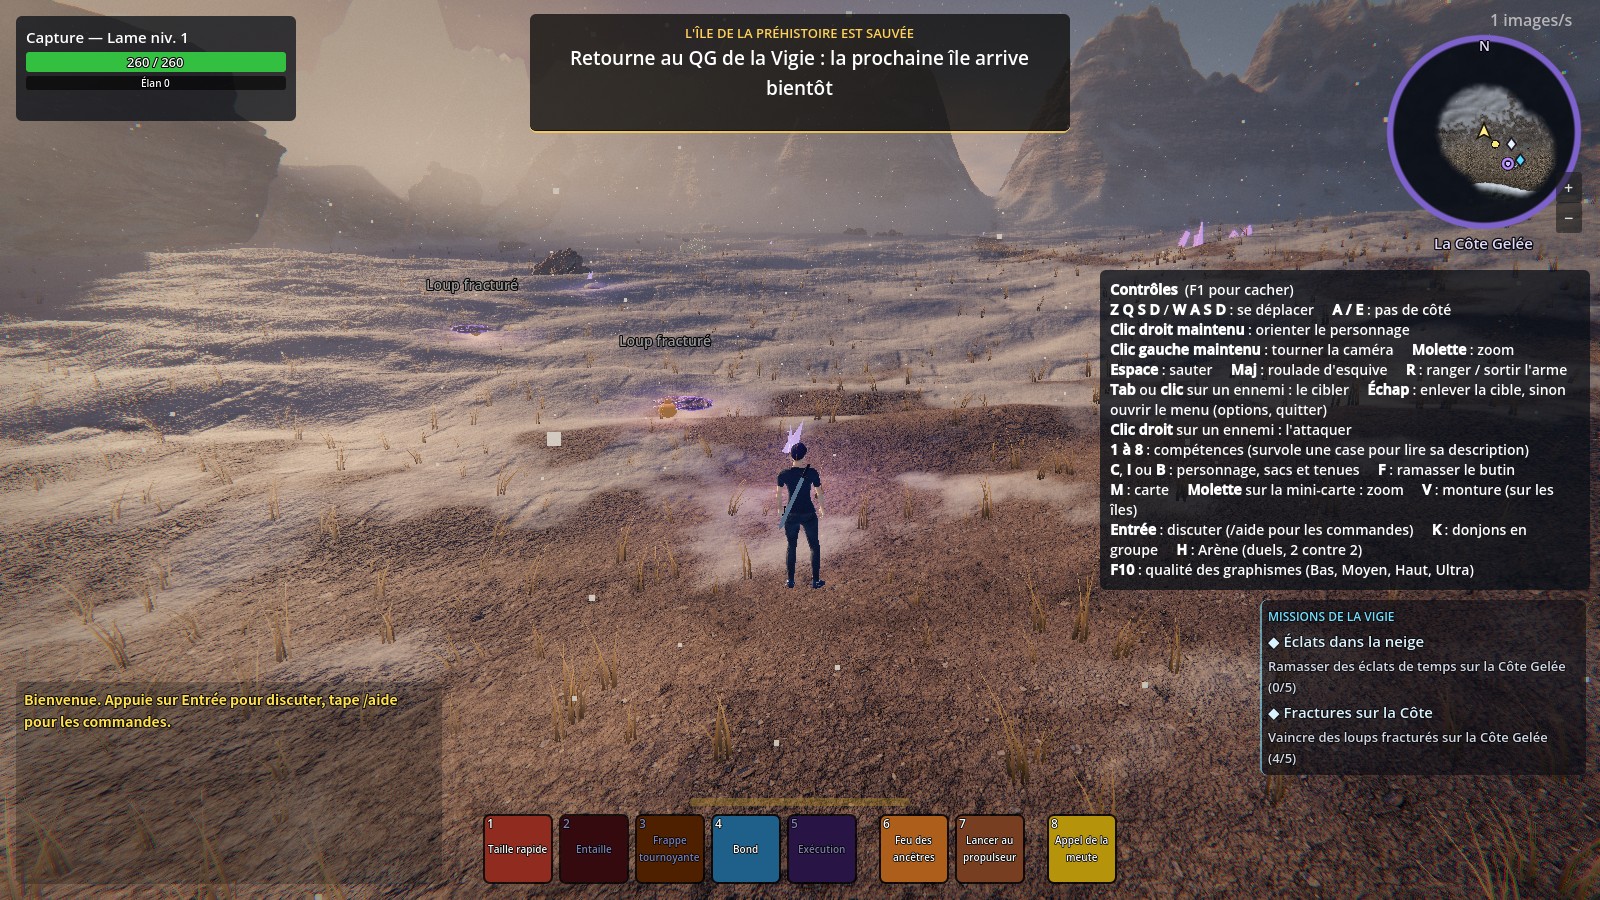 Capture — Lame niv. 1
260 / 260
Élan 0
L'ÎLE DE LA PRÉHISTOIRE EST SAUVÉE
Retourne au QG de la Vigie : la prochaine île arrive
bientôt
1 images/s
N
+
−
La Côte Gelée
Loup fracturé
Loup fracturé
Contrôles (F1 pour cacher)
Z Q S D / W A S D : se déplacer A / E : pas de côté
Clic droit maintenu : orienter le personnage
Clic gauche maintenu : tourner la caméra Molette : zoom
Espace : sauter Maj : roulade d'esquive R : ranger / sortir l'arme
Tab ou clic sur un ennemi : le cibler Échap : enlever la cible, sinon
ouvrir le menu (options, quitter)
Clic droit sur un ennemi : l'attaquer
1 à 8 : compétences (survole une case pour lire sa description)
C, I ou B : personnage, sacs et tenues F : ramasser le butin
M : carte Molette sur la mini-carte : zoom V : monture (sur les
îles)
Entrée : discuter (/aide pour les commandes) K : donjons en
groupe H : Arène (duels, 2 contre 2)
F10 : qualité des graphismes (Bas, Moyen, Haut, Ultra)
MISSIONS DE LA VIGIE
◆ Éclats dans la neige
Ramasser des éclats de temps sur la Côte Gelée
(0/5)
◆ Fractures sur la Côte
Vaincre des loups fracturés sur la Côte Gelée
(4/5)
Bienvenue. Appuie sur Entrée pour discuter, tape /aide
pour les commandes.
1 Taille rapide
2 Entaille
3 Frappe tournoyante
4 Bond
5 Exécution
6 Feu des ancêtres
7 Lancer au propulseur
8 Appel de la meute